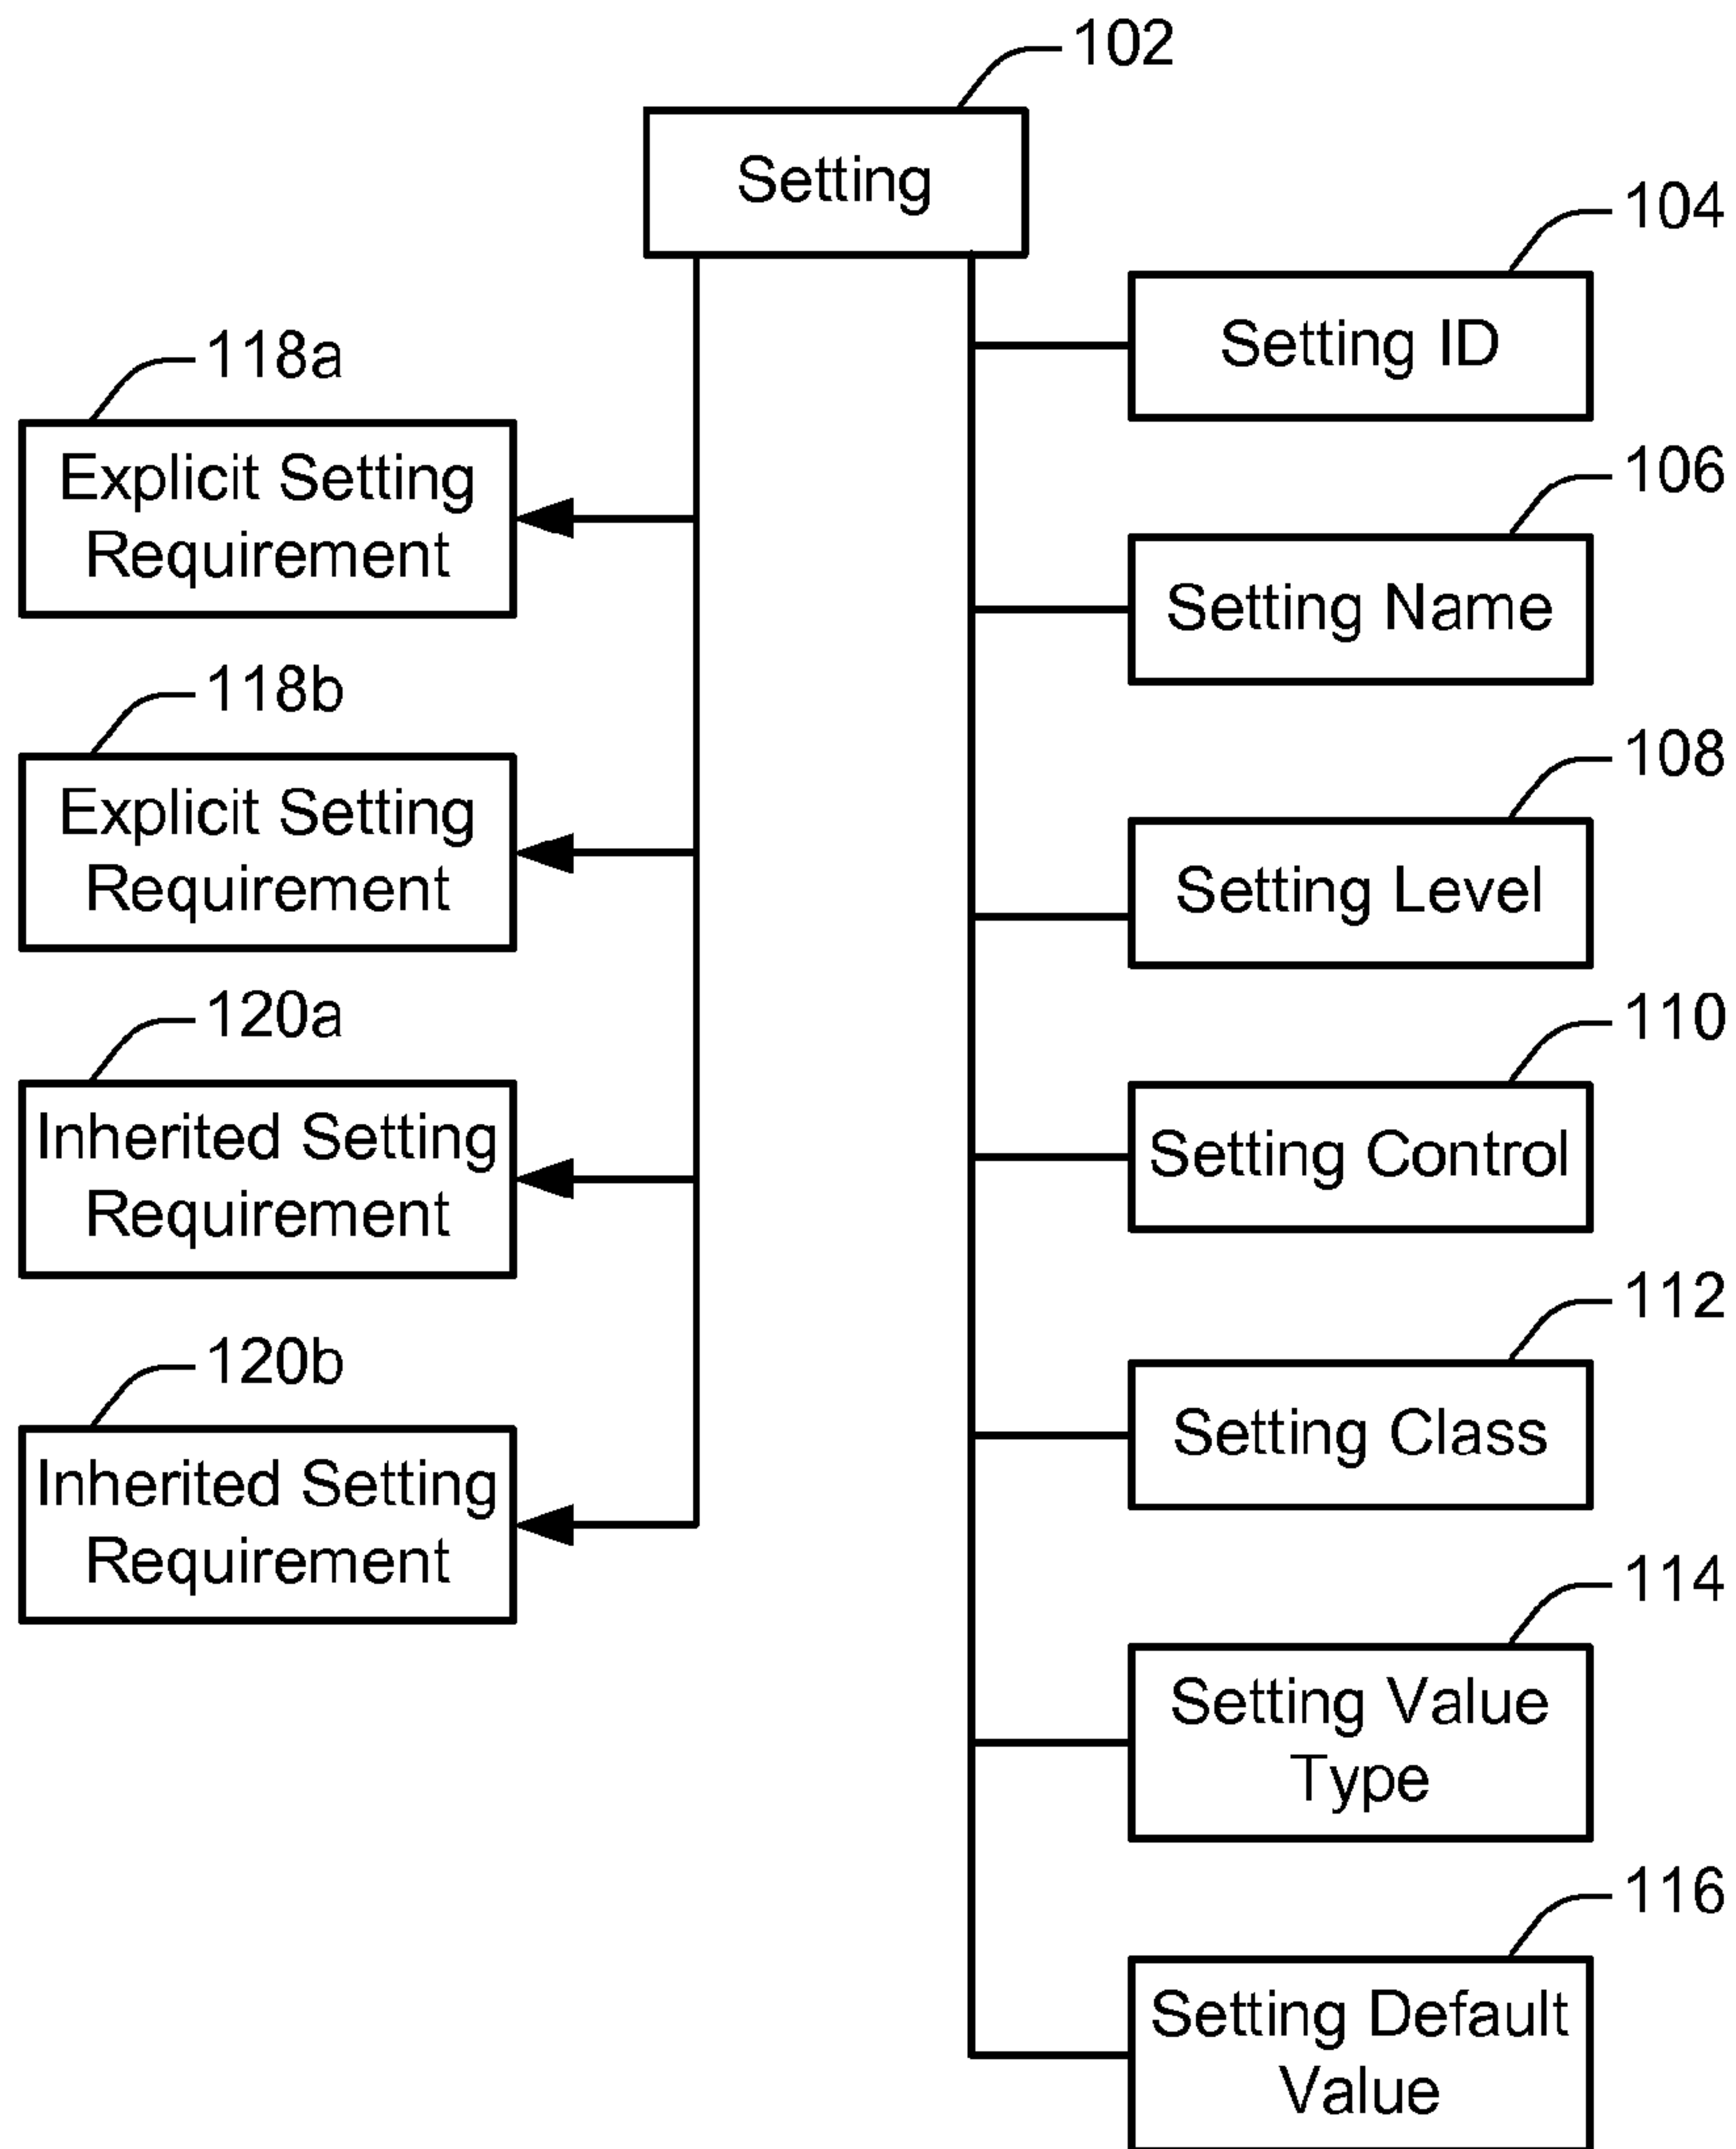 102
Setting
104
Setting ID
118a
Explicit Setting
Requirement
106
Setting Name
118b
Explicit Setting
Requirement
108
Setting Level
120a
Inherited Setting
Requirement
110
Setting Control
112
Setting Class
120b
Inherited Setting
Requirement
114
Setting Value
Type
116
Setting Default
Value